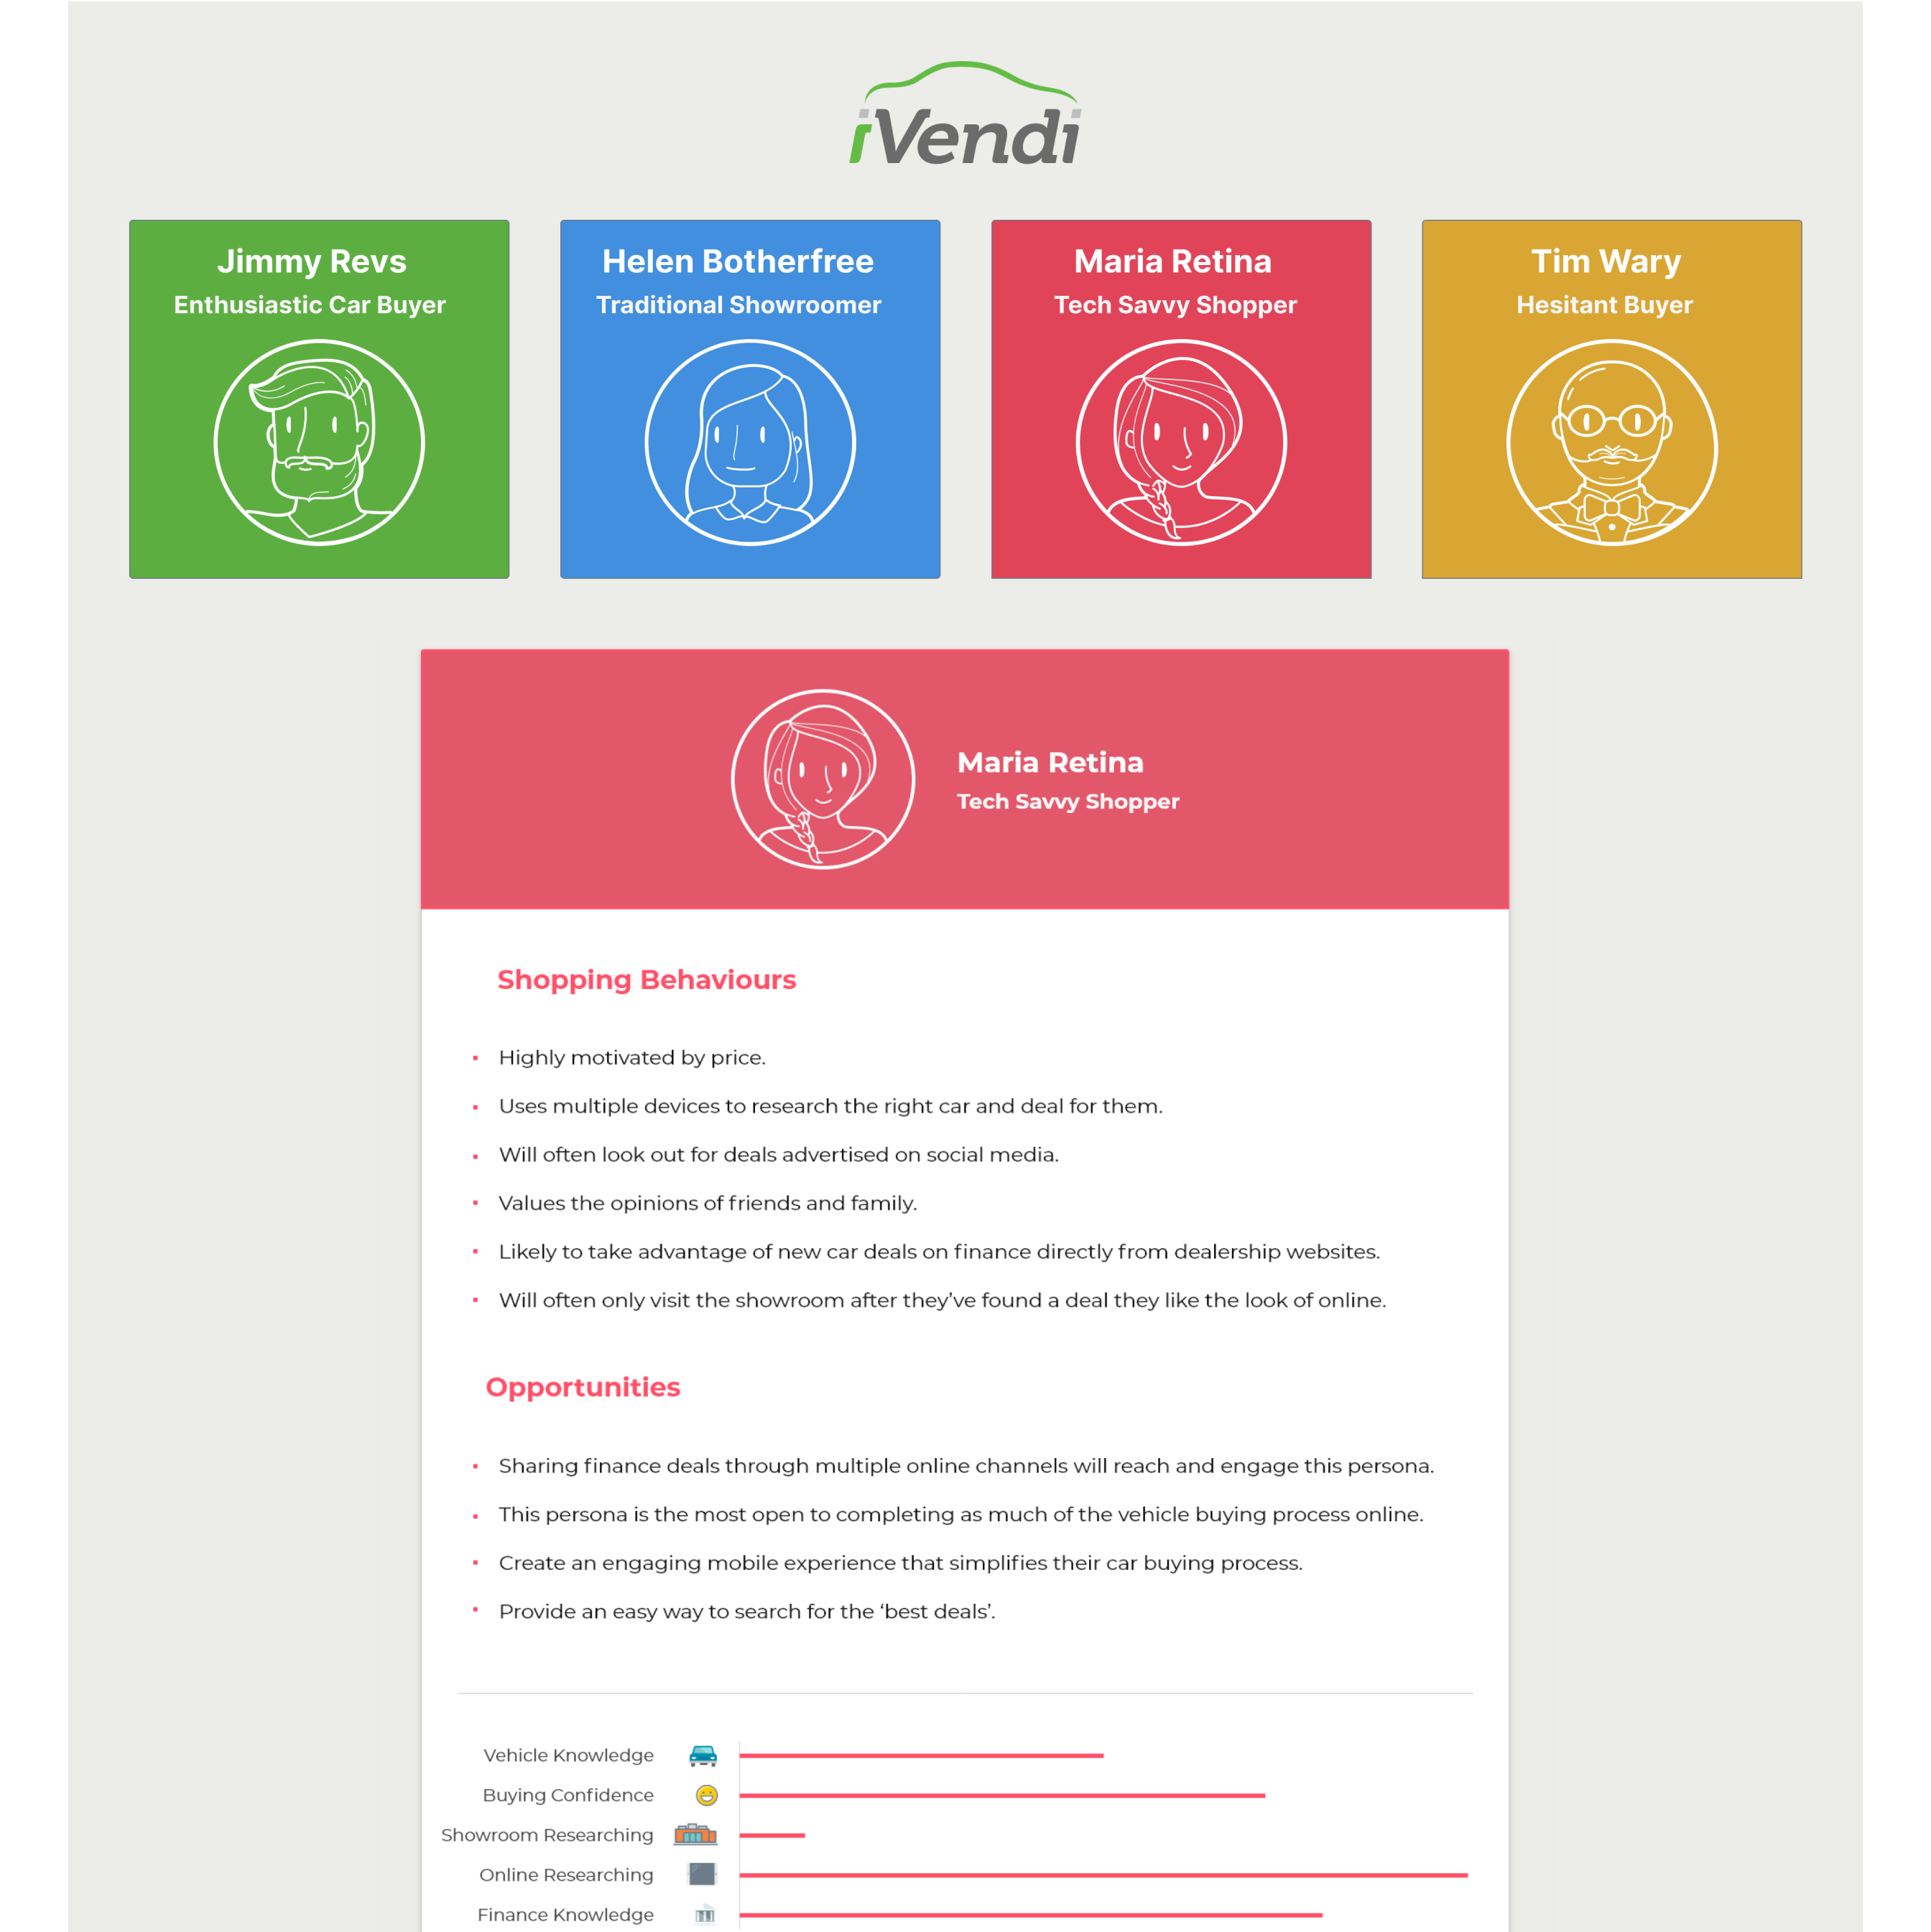 iVendi
Jimmy Revs
Enthusiastic Car Buyer
Helen Botherfree
Traditional Showroomer
Maria Retina
Tech Savvy Shopper
Tim Wary
Hesitant Buyer
Maria Retina
Tech Savvy Shopper
Shopping Behaviours
Highly motivated by price.
Uses multiple devices to research the right car and deal for them.
Will often look out for deals advertised on social media.
Values the opinions of friends and family.
Likely to take advantage of new car deals on finance directly from dealership websites.
Will often only visit the showroom after they’ve found a deal they like the look of online.
Opportunities
Sharing finance deals through multiple online channels will reach and engage this persona.
This persona is the most open to completing as much of the vehicle buying process online.
Create an engaging mobile experience that simplifies their car buying process.
Provide an easy way to search for the ‘best deals’.
Vehicle Knowledge
Buying Confidence
Showroom Researching
Online Researching
Finance Knowledge